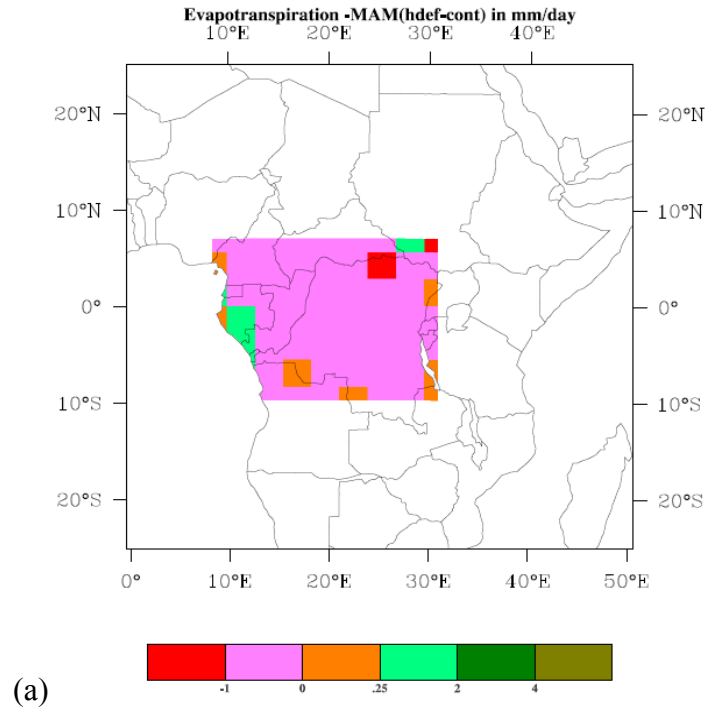 Evapotranspiration -MAM(hdef-cont) in mm/day
10°E 20°E 30°E 40°E
20°N 20°N
10°N 10°N
0° 0°
10°S 10°S
20°S 20°S
0° 10°E 20°E 30°E 40°E 50°E
-1 0 .25 2 4
(a)